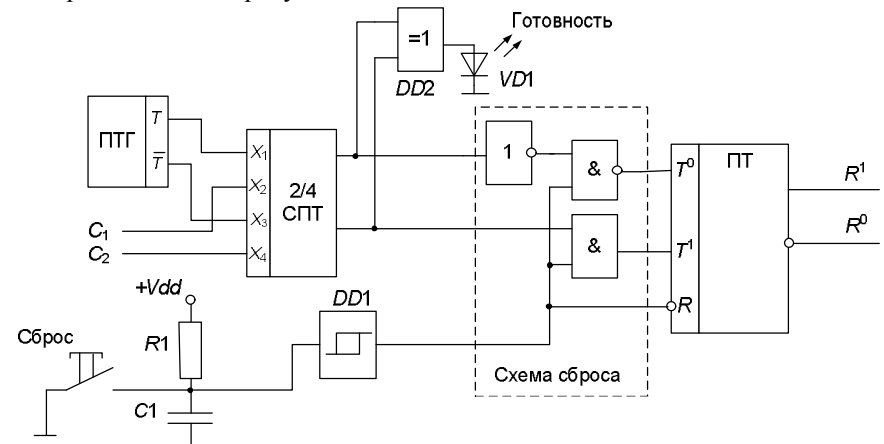 =1
Готовность
DD2
VD1
ПТГ
T
T̅
X₁
X₂
X₃
X₄
2/4
СПТ
C₁
C₂
1
&
&
Схема сброса
T⁰
T¹
R
ПТ
R¹
R⁰
+Vdd
R1
C1
Сброс
DD1